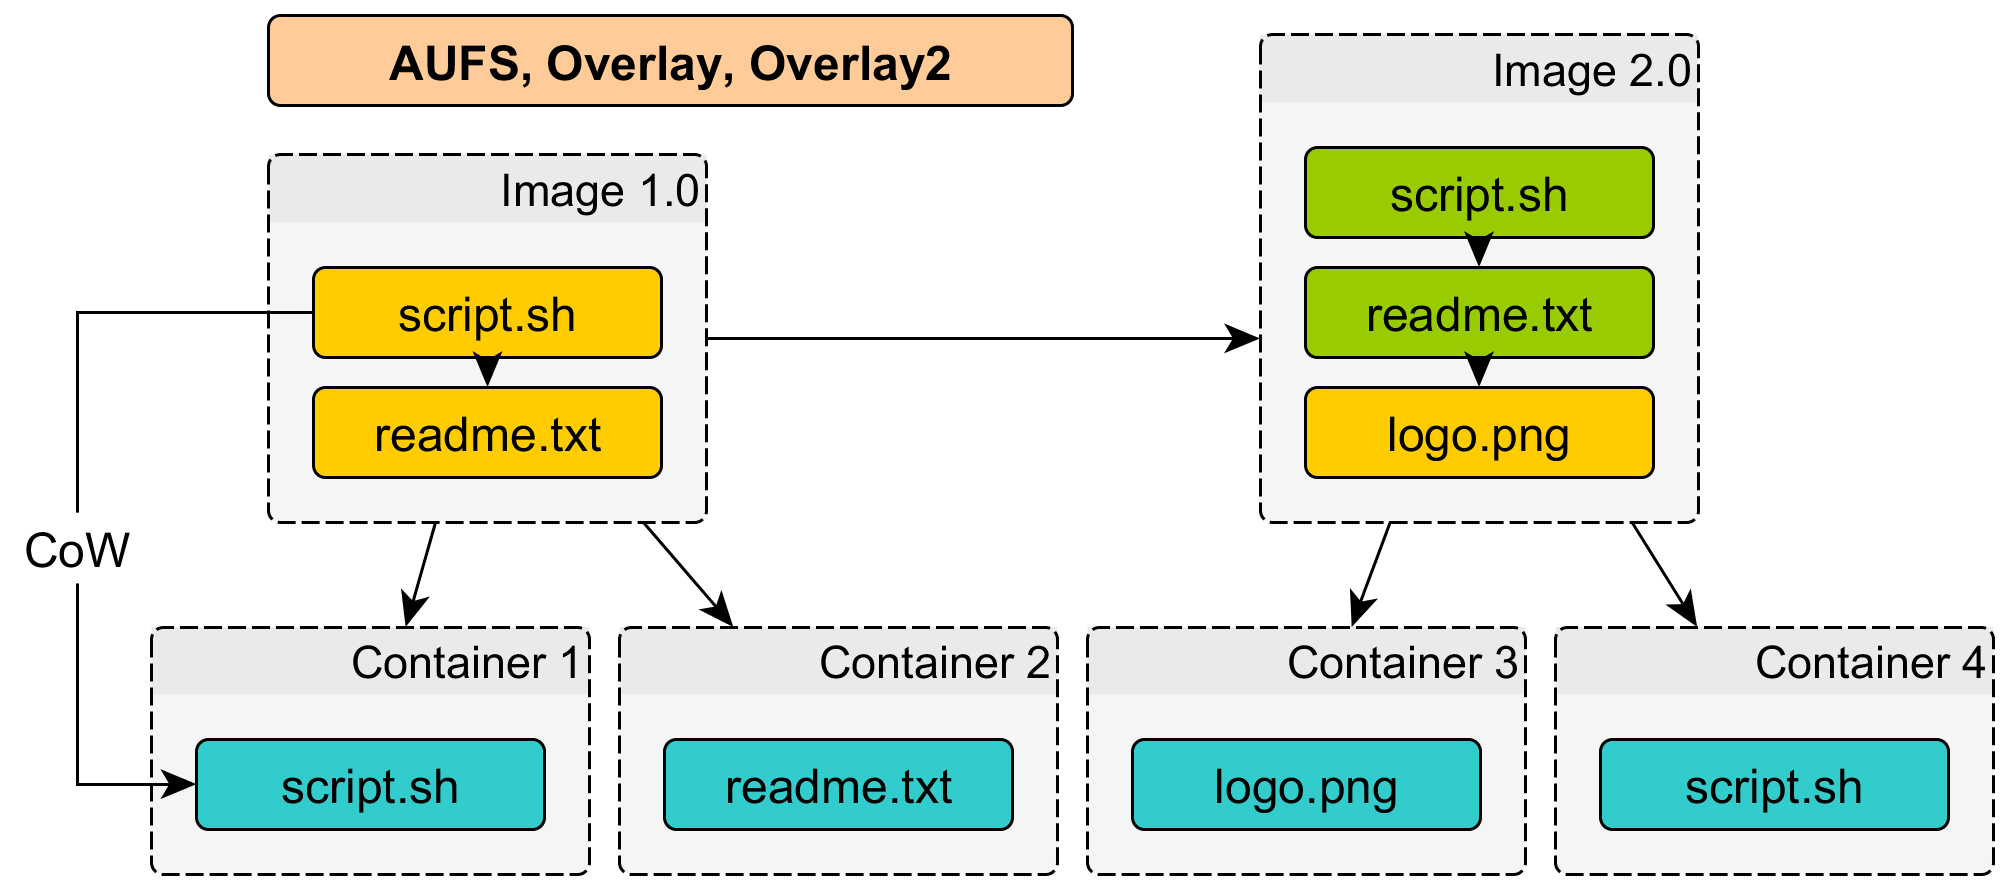 AUFS, Overlay, Overlay2
Image 1.0
script.sh
readme.txt
Image 2.0
script.sh
readme.txt
logo.png
CoW
Container 1
script.sh
Container 2
readme.txt
Container 3
logo.png
Container 4
script.sh